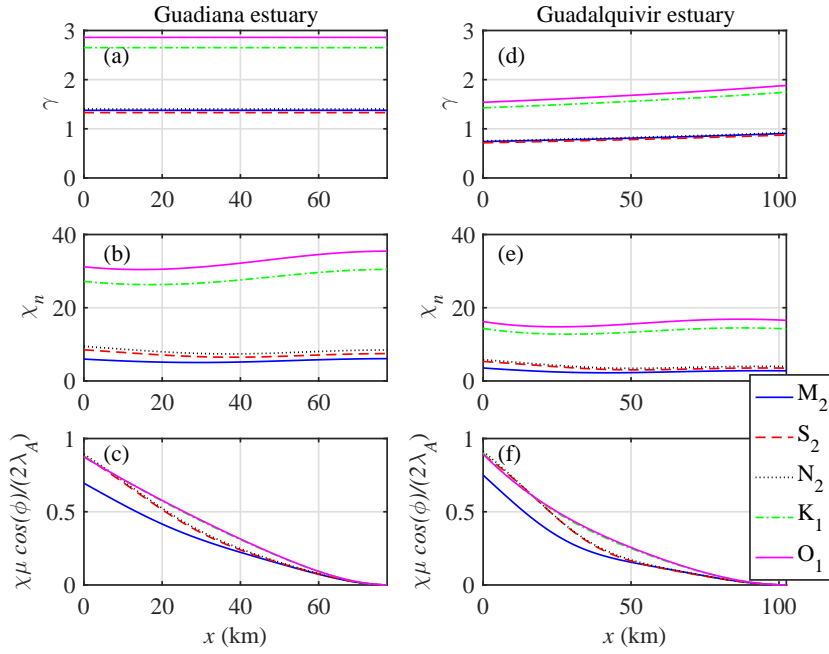 Guadiana estuary
Guadalquivir estuary
3
2
1
0
γ
(a)
0 20 40 60
3
2
1
0
γ
(d)
0 50 100
40
20
0
χn
(b)
0 20 40 60
40
20
0
χn
(e)
0 50 100
M2
S2
N2
K1
O1
1
0.5
0
χμ cos(ϕ)/(2λA)
(c)
0 20 40 60
x (km)
1
0.5
0
χμ cos(ϕ)/(2λA)
(f)
0 50 100
x (km)